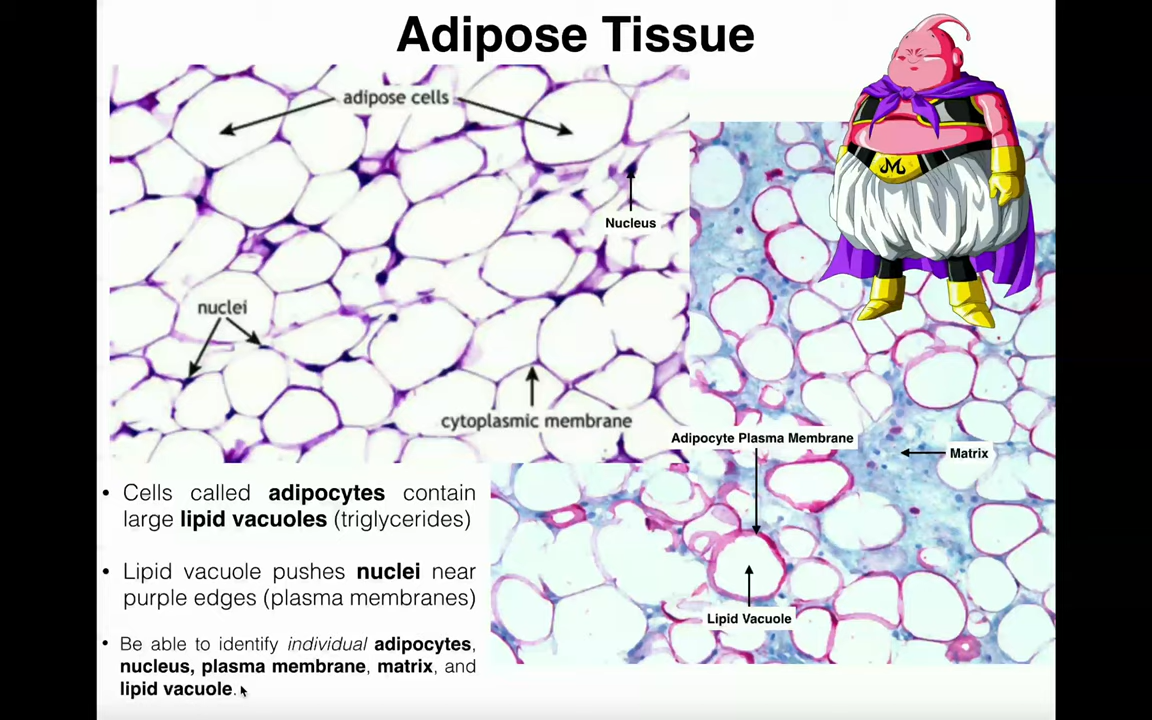 Adipose Tissue
adipose cells
Nucleus
nuclei
cytoplasmic membrane
Adipocyte Plasma Membrane
Matrix
Lipid Vacuole
• Cells called adipocytes contain
large lipid vacuoles (triglycerides)
• Lipid vacuole pushes nuclei near
purple edges (plasma membranes)
• Be able to identify individual adipocytes,
nucleus, plasma membrane, matrix, and
lipid vacuole.
M